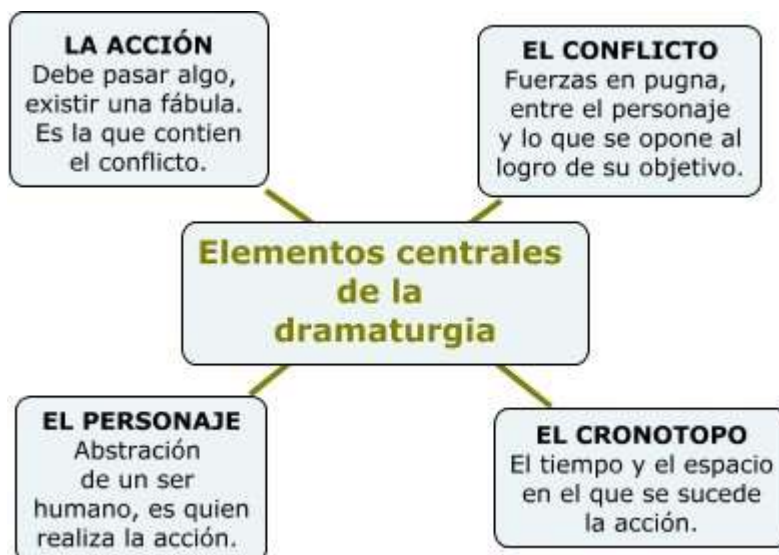 LA ACCIÓN
Debe pasar algo,
existir una fábula.
Es la que contien
el conflicto.
EL CONFLICTO
Fuerzas en pugna,
entre el personaje
y lo que se opone al
logro de su objetivo.
Elementos centrales
de la
dramaturgia
EL PERSONAJE
Abstración
de un ser
humano, es quien
realiza la acción.
EL CRONOTOPO
El tiempo y el espacio
en el que se sucede
la acción.